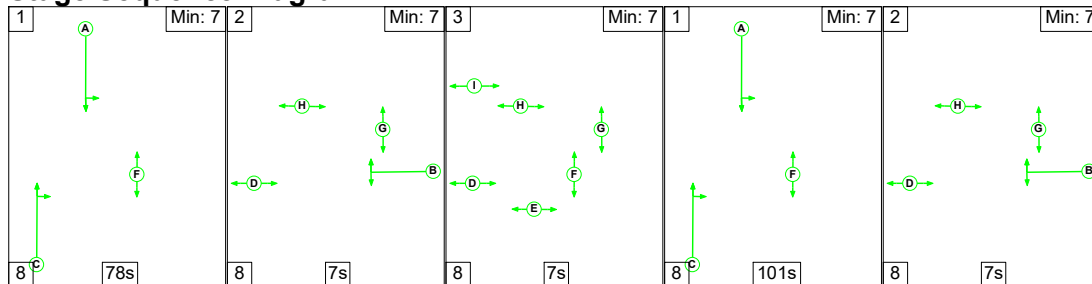 Stage Sequence Diagram
1 Min: 7 2 Min: 7 3 Min: 7 1 Min: 7 2 Min: 7
A A
I
H H H
G G G
F B F F B
D D D
E
C C
8 78s 8 7s 8 7s 8 101s 8 7s